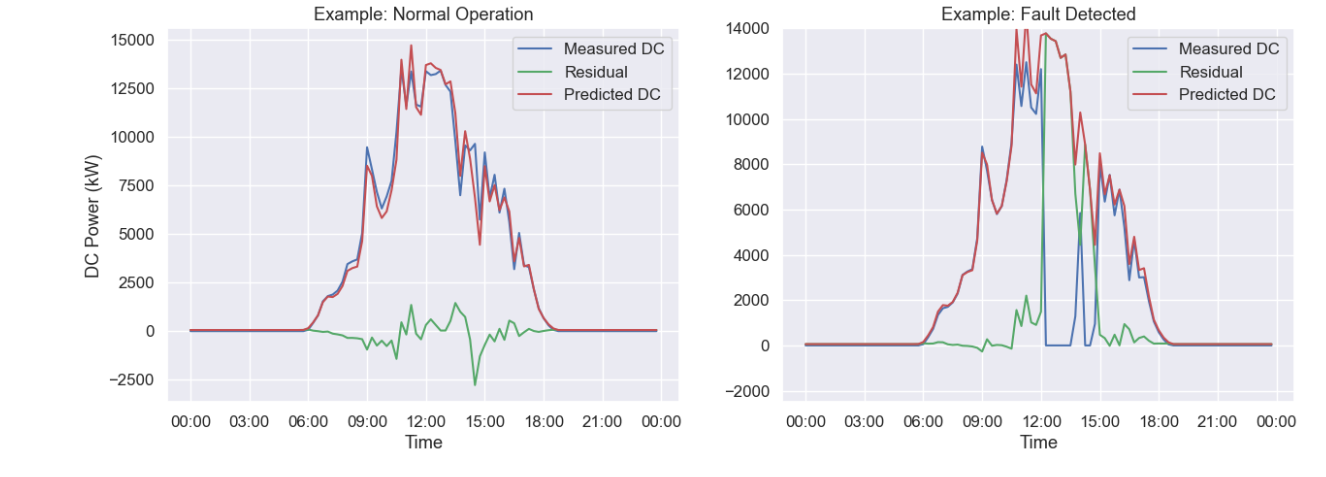 Example: Normal Operation
DC Power (kW)
15000
12500
10000
7500
5000
2500
0
−2500
Measured DC
Residual
Predicted DC
00:00 03:00 06:00 09:00 12:00 15:00 18:00 21:00 00:00
Time
Example: Fault Detected
14000
12000
10000
8000
6000
4000
2000
0
−2000
Measured DC
Residual
Predicted DC
00:00 03:00 06:00 09:00 12:00 15:00 18:00 21:00 00:00
Time